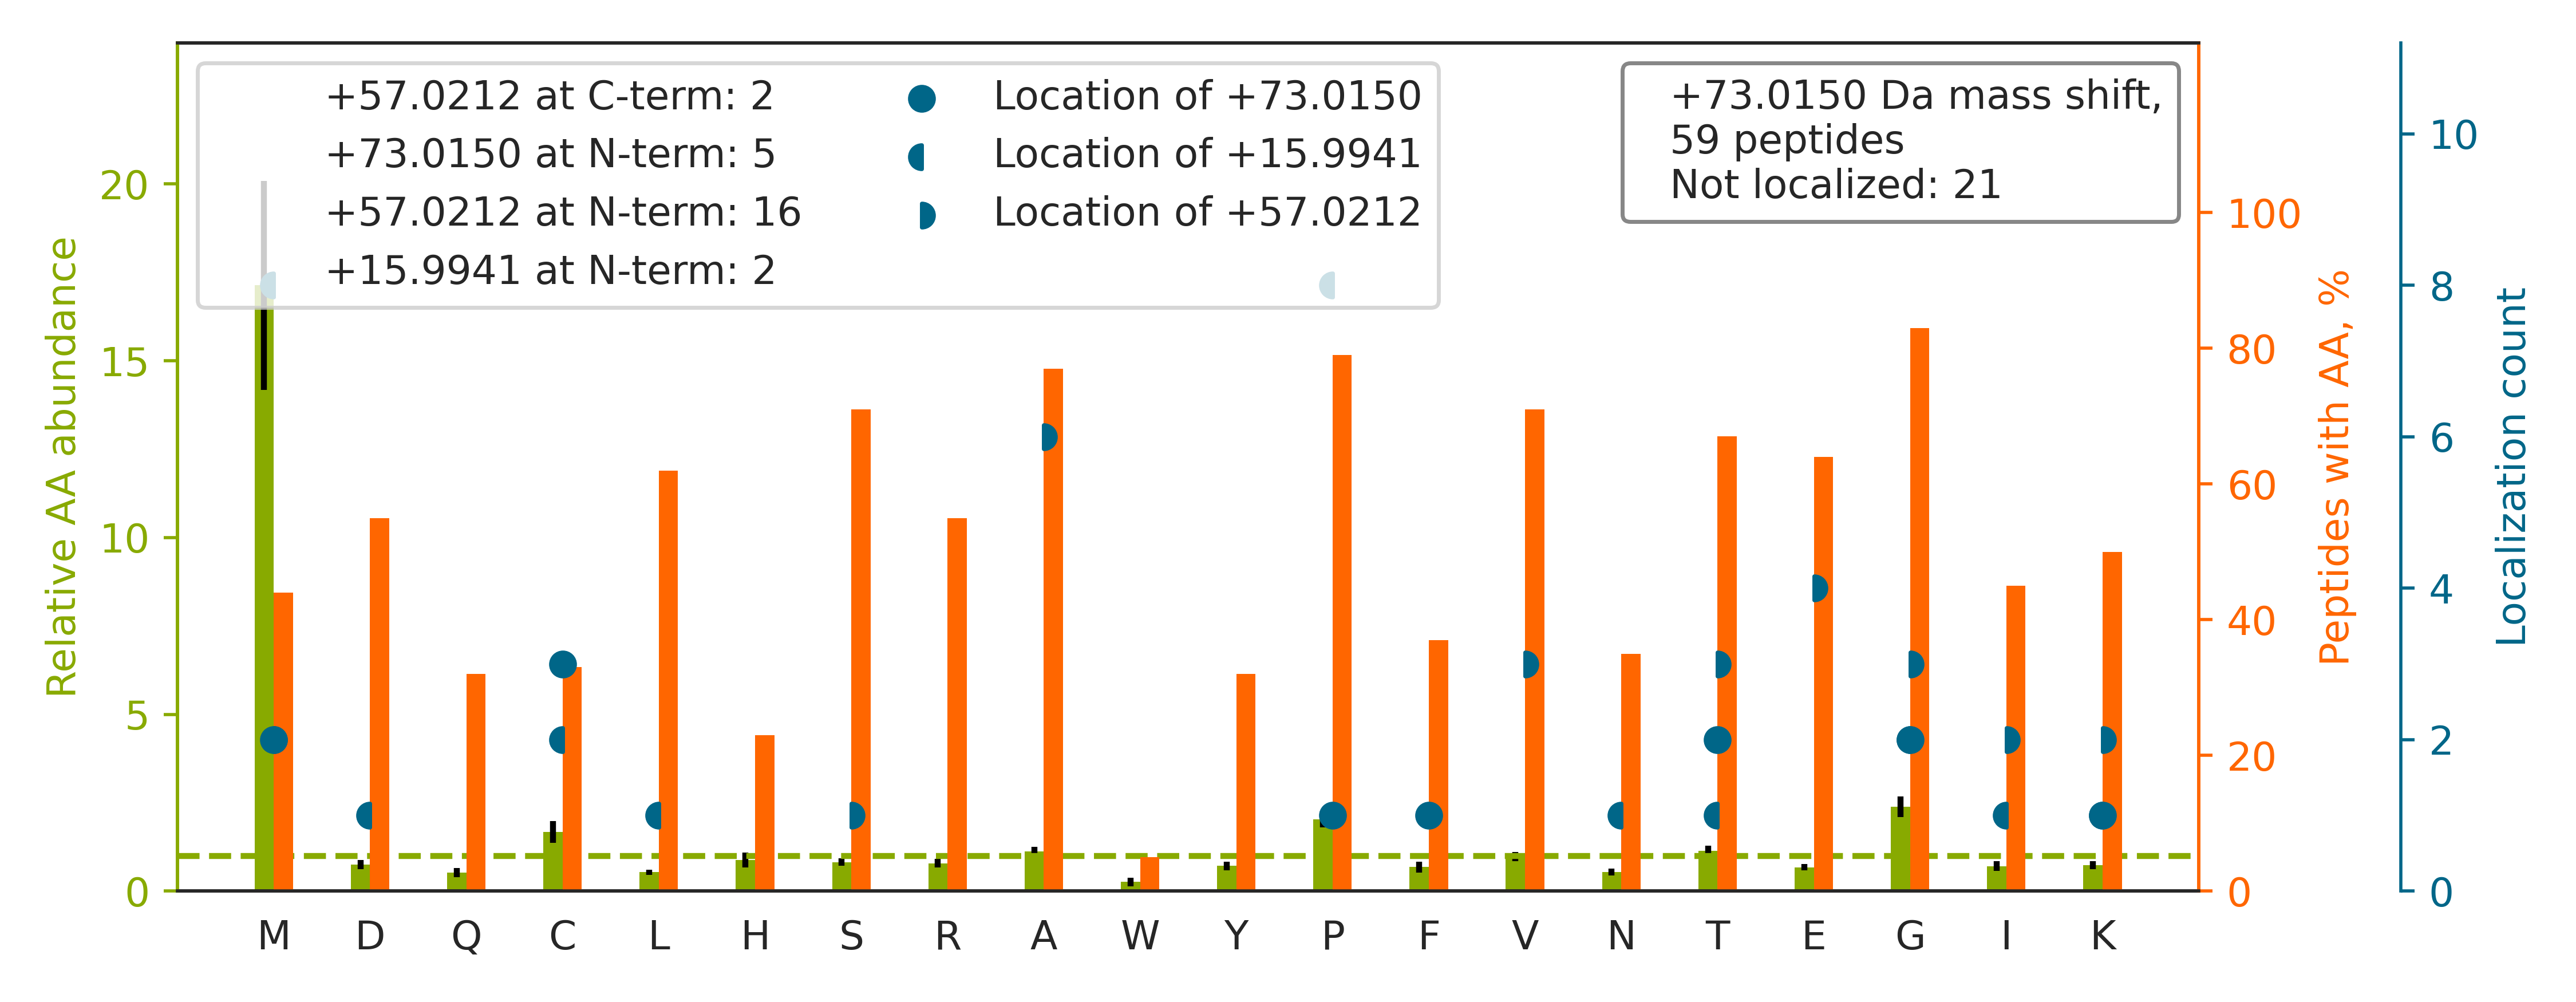 +57.0212 at C-term: 2
+73.0150 at N-term: 5
+57.0212 at N-term: 16
+15.9941 at N-term: 2
Location of +73.0150
Location of +15.9941
Location of +57.0212
+73.0150 Da mass shift,
59 peptides
Not localized: 21
Relative AA abundance
20
15
10
5
0
100
80
60
40
20
0
Peptides with AA, %
10
8
6
4
2
0
Localization count
M D Q C L H S R A W Y P F V N T E G I K